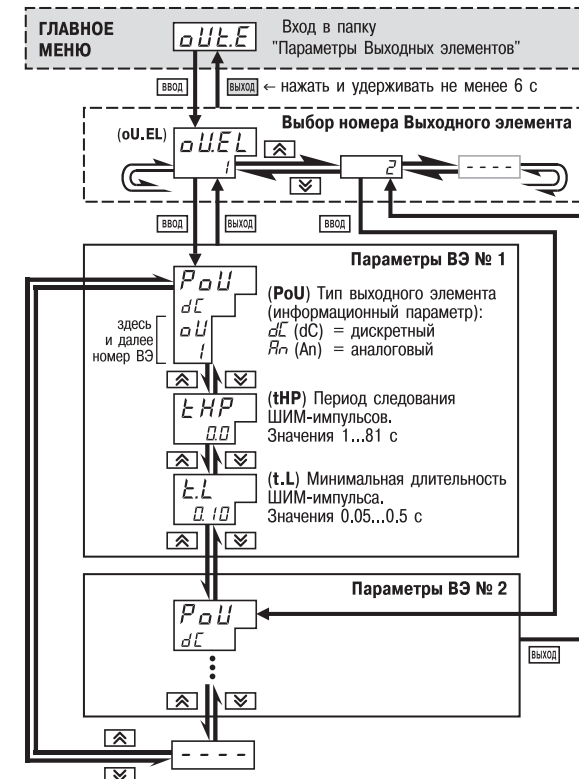 ГЛАВНОЕ
МЕНЮ
oUt.E
Вход в папку
"Параметры Выходных элементов"
ВВОД
ВЫХОД
← нажать и удерживать не менее 6 с
Выбор номера Выходного элемента
(oU.EL)
oU.EL
1
2
- - - -
ВВОД
ВЫХОД
ВВОД
Параметры ВЭ № 1
PoU
dC
oU
1
здесь
и далее
номер ВЭ
(PoU) Тип выходного элемента
(информационный параметр):
dC (dC) = дискретный
An (An) = аналоговый
tHP
0.0
(tHP) Период следования
ШИМ-импульсов.
Значения 1...81 с
t.L
0.10
(t.L) Минимальная длительность
ШИМ-импульса.
Значения 0.05...0.5 с
Параметры ВЭ № 2
PoU
dC
ВЫХОД
- - - -